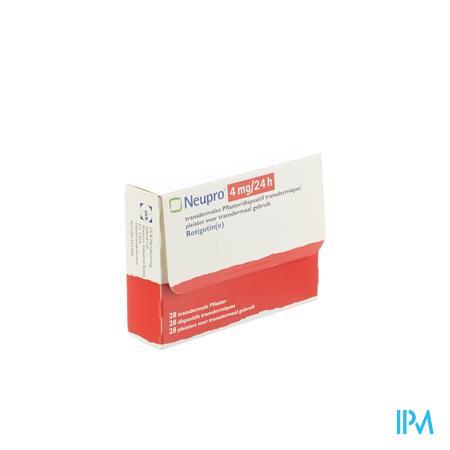 Neupro 4 mg/24 h
transdermales Pflaster/dispositif transdermique/
pleister voor transdermaal gebruik
Rotigotin(e)
28 transdermale Pflaster
28 dispositifs transdermiques
28 pleisters voor transdermaal gebruik
IPM